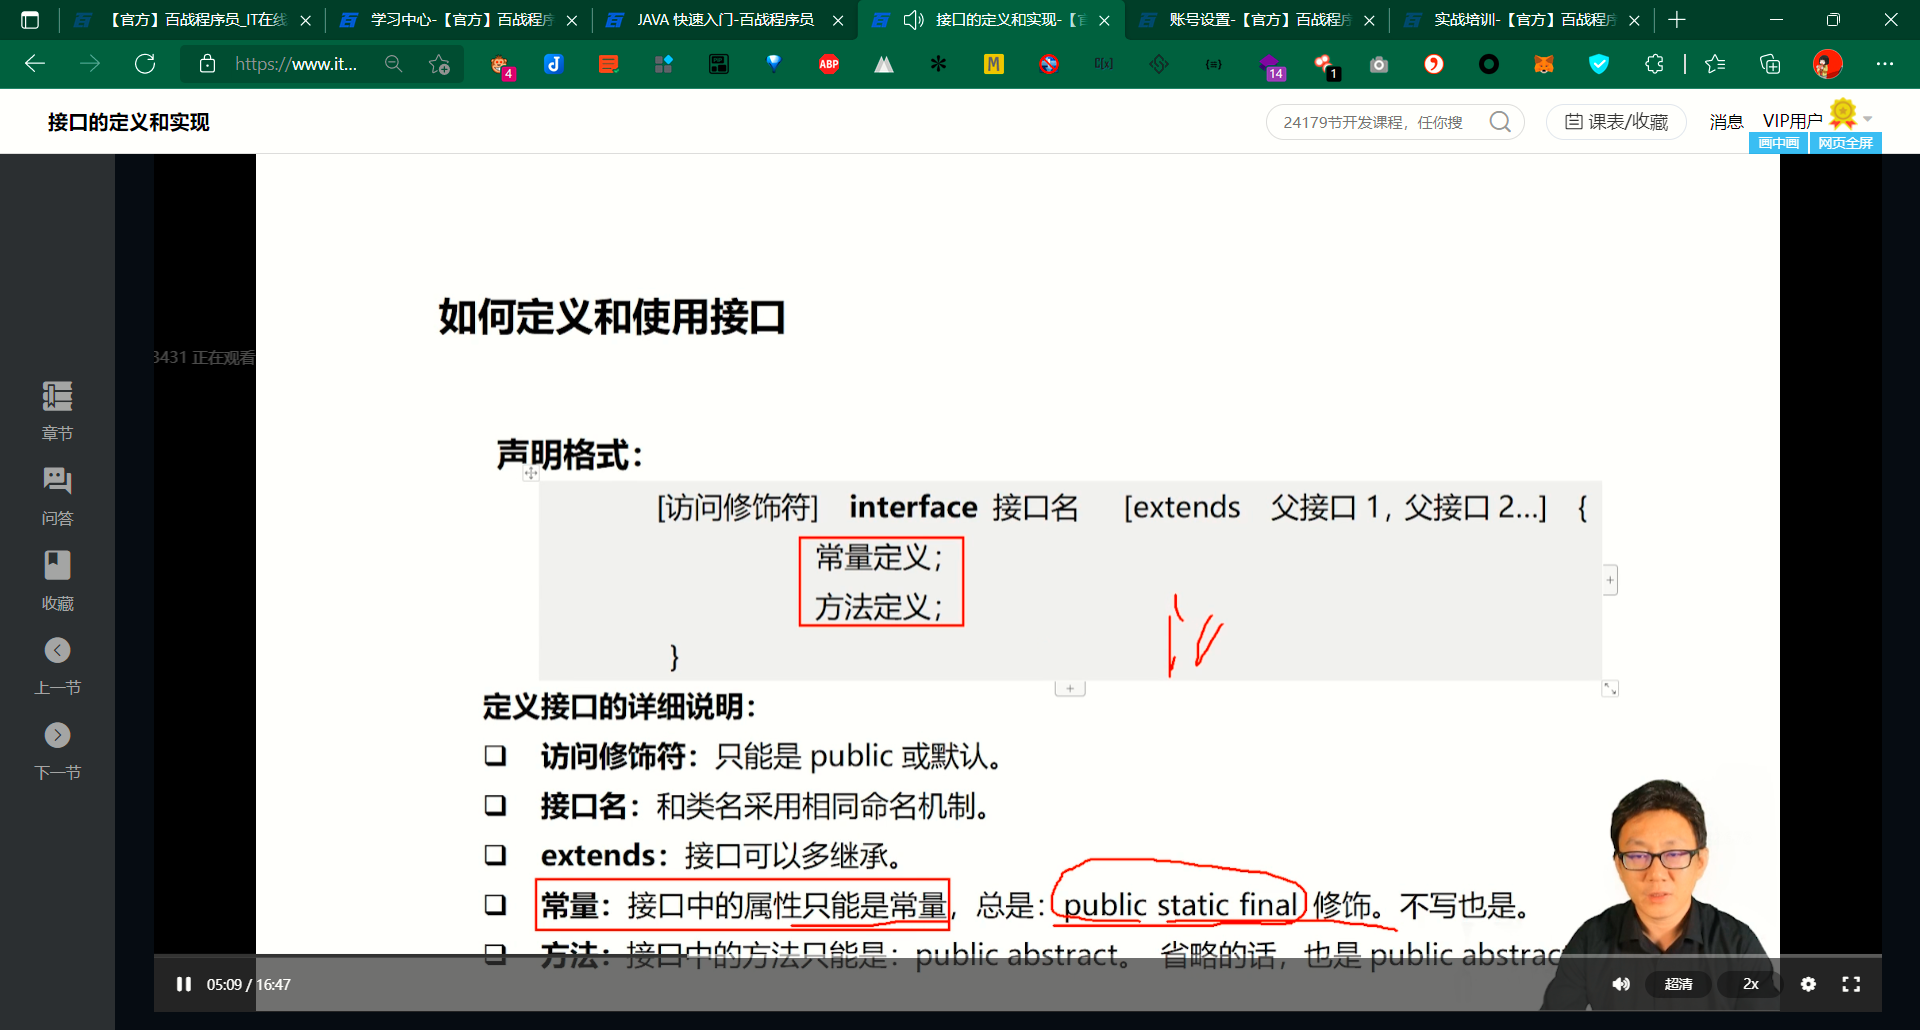 【官方】百战程序员_IT在线
学习中心-【官方】百战程序
JAVA 快速入门-百战程序员
接口的定义和实现-【官
账号设置-【官方】百战程序
实战培训-【官方】百战程序
https://www.it...
4
ABP
M
14
1
接口的定义和实现
24179节开发课程，任你搜
课表/收藏
消息
VIP用户
画中画
网页全屏
如何定义和使用接口
3431 正在观看
章节
问答
收藏
上一节
下一节
声明格式：
[访问修饰符] interface 接口名 [extends 父接口 1，父接口 2…] {
常量定义；
方法定义；
}
定义接口的详细说明：
访问修饰符：只能是 public 或默认。
接口名：和类名采用相同命名机制。
extends：接口可以多继承。
常量：接口中的属性只能是常量，总是：public static final 修饰。不写也是。
方法：接口中的方法只能是：public abstract。 省略的话，也是 public abstrac
05:09 / 16:47
超清
2x